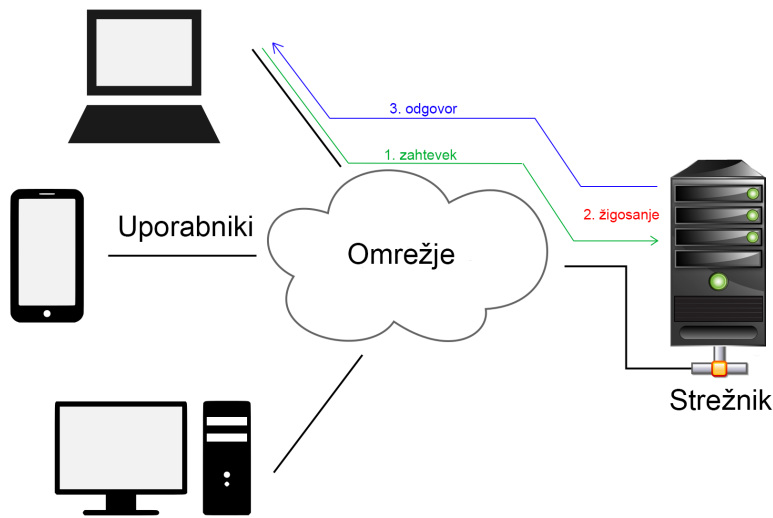 3. odgovor
1. zahtevek
2. žigosanje
Uporabniki
Omrežje
Strežnik